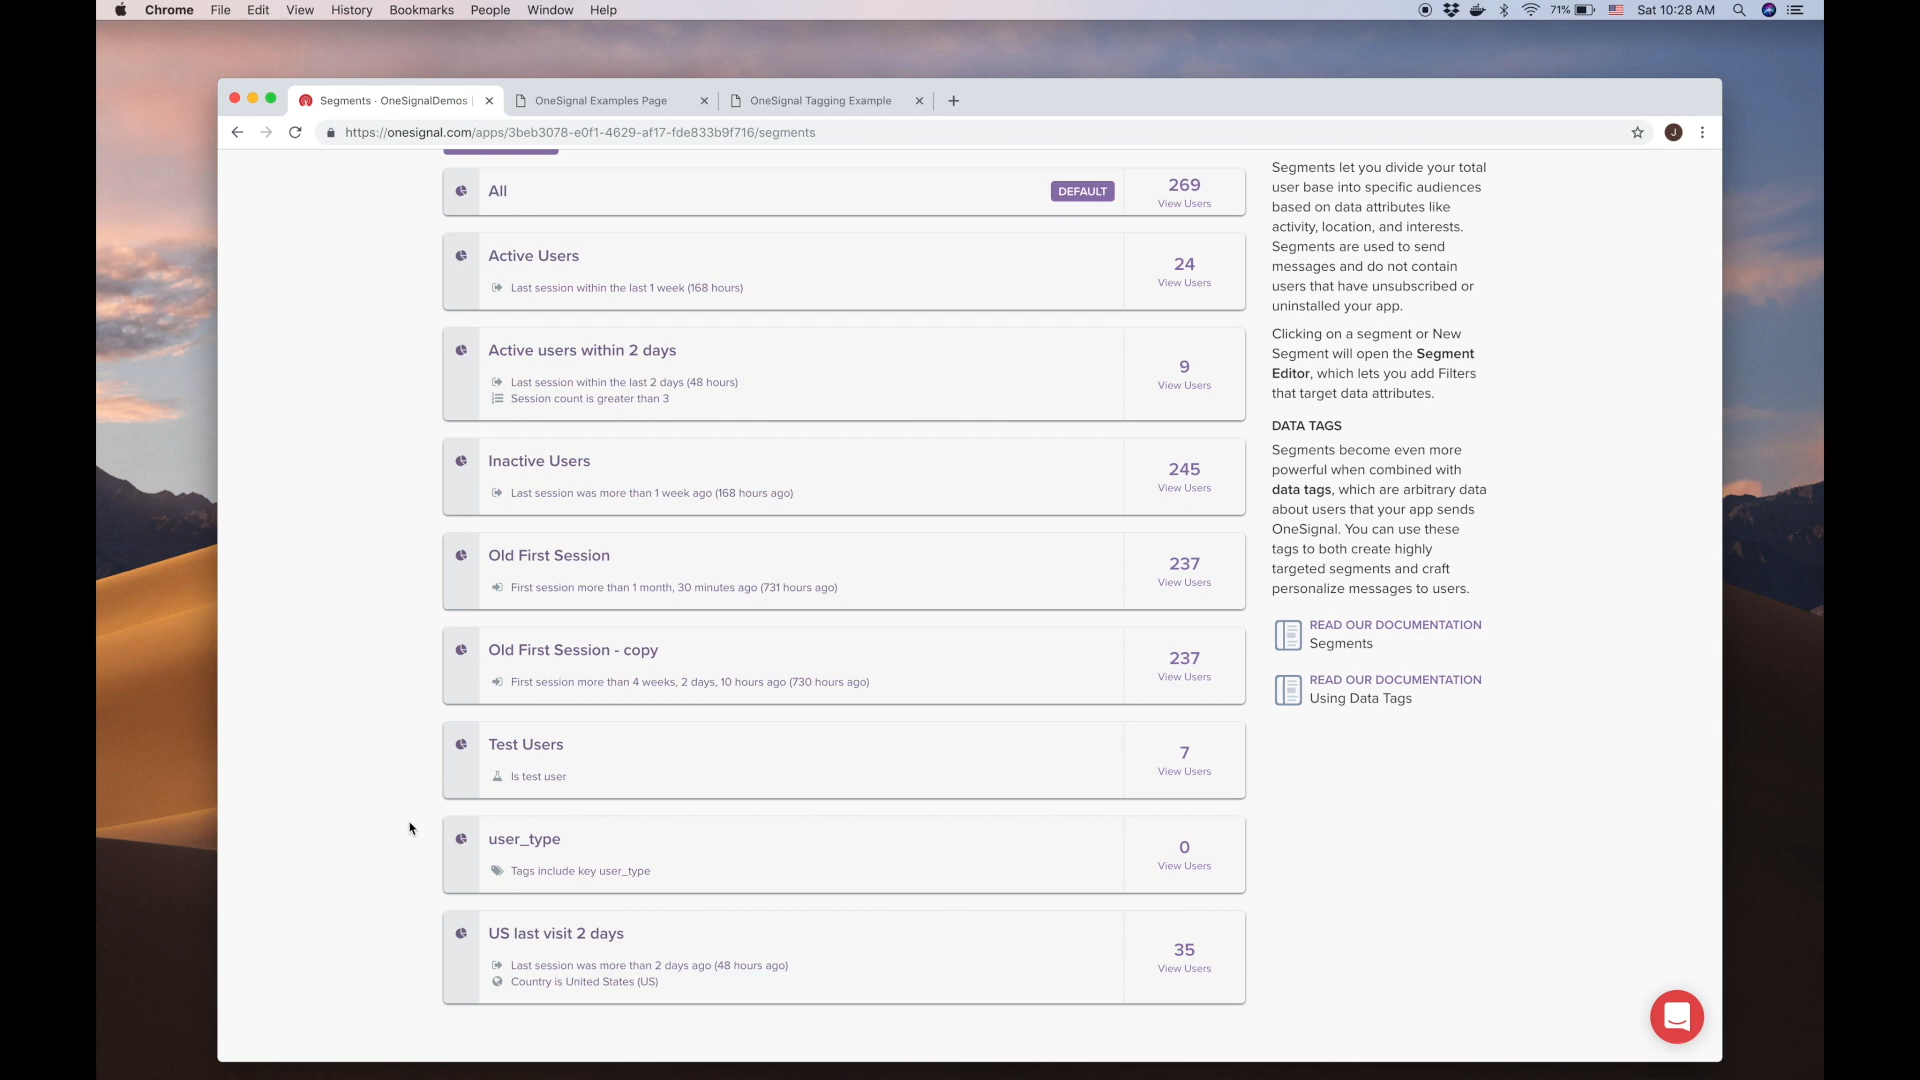 Chrome File Edit View History Bookmarks People Window Help
71% Sat 10:28 AM
Segments · OneSignalDemos
OneSignal Examples Page
OneSignal Tagging Example
https://onesignal.com/apps/3beb3078-e0f1-4629-af17-fde833b9f716/segments
J
All
DEFAULT
269
View Users
Active Users
Last session within the last 1 week (168 hours)
24
View Users
Active users within 2 days
Last session within the last 2 days (48 hours)
Session count is greater than 3
9
View Users
Inactive Users
Last session was more than 1 week ago (168 hours ago)
245
View Users
Old First Session
First session more than 1 month, 30 minutes ago (731 hours ago)
237
View Users
Old First Session - copy
First session more than 4 weeks, 2 days, 10 hours ago (730 hours ago)
237
View Users
Test Users
Is test user
7
View Users
user_type
Tags include key user_type
0
View Users
US last visit 2 days
Last session was more than 2 days ago (48 hours ago)
Country is United States (US)
35
View Users
Segments let you divide your total
user base into specific audiences
based on data attributes like
activity, location, and interests.
Segments are used to send
messages and do not contain
users that have unsubscribed or
uninstalled your app.
Clicking on a segment or New
Segment will open the Segment
Editor, which lets you add Filters
that target data attributes.
DATA TAGS
Segments become even more
powerful when combined with
data tags, which are arbitrary data
about users that your app sends
OneSignal. You can use these
tags to both create highly
targeted segments and craft
personalize messages to users.
READ OUR DOCUMENTATION
Segments
READ OUR DOCUMENTATION
Using Data Tags